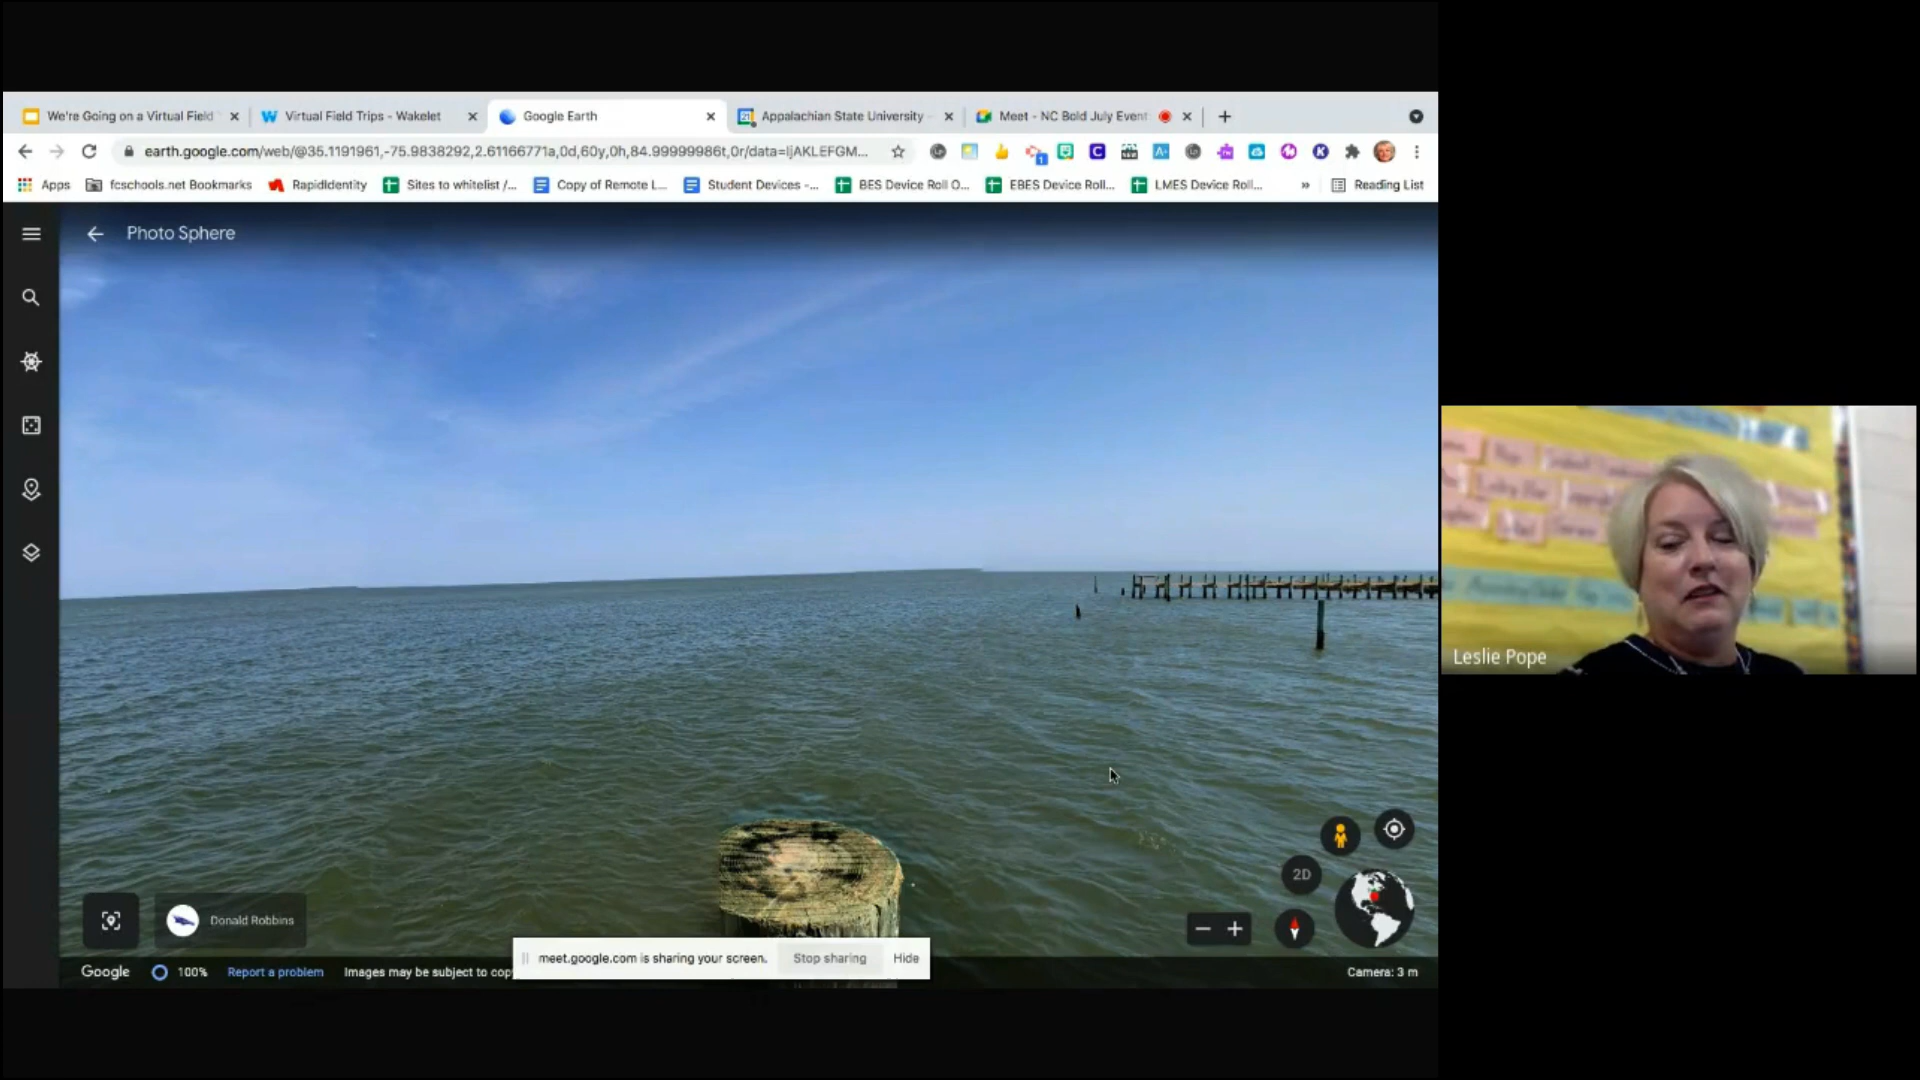 We're Going on a Virtual Field
Virtual Field Trips - Wakelet
Google Earth
Appalachian State University
Meet - NC Bold July Event
earth.google.com/web/@35.1191961,-75.9838292,2.61166771a,0d,60y,0h,84.99999986t,0r/data=IjAKLEFGM...
Apps
fcschools.net Bookmarks
RapidIdentity
Sites to whitelist /...
Copy of Remote L...
Student Devices -...
BES Device Roll O...
EBES Device Roll...
LMES Device Roll...
»
Reading List
Photo Sphere
Leslie Pope
2D
Donald Robbins
meet.google.com is sharing your screen.
Stop sharing
Hide
Google
100%
Report a problem
Images may be subject to cop
Camera: 3 m